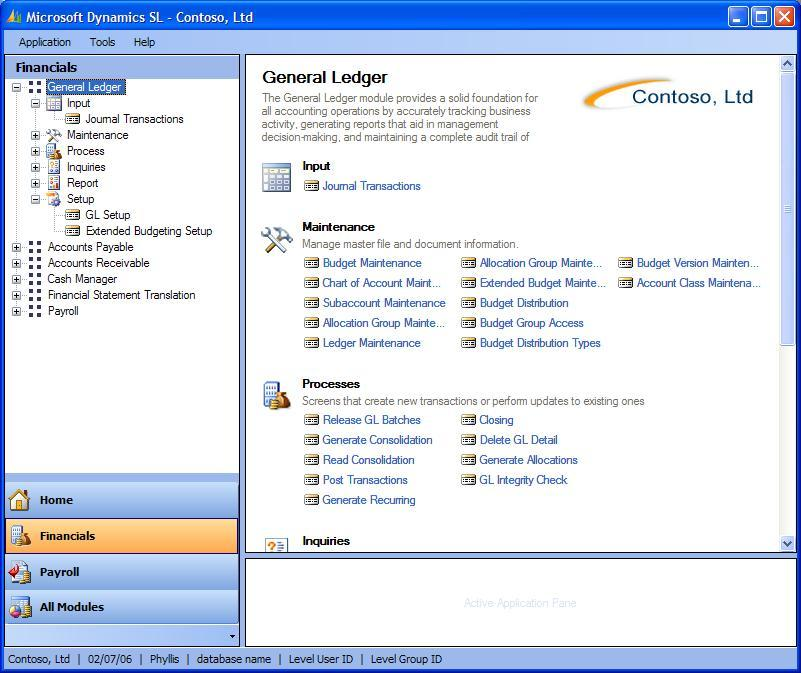 Microsoft Dynamics SL - Contoso, Ltd
Application Tools Help
Financials
General Ledger
Input
Journal Transactions
Maintenance
Process
Inquiries
Report
Setup
GL Setup
Extended Budgeting Setup
Accounts Payable
Accounts Receivable
Cash Manager
Financial Statement Translation
Payroll
Home
Financials
Payroll
All Modules
General Ledger
The General Ledger module provides a solid foundation for
all accounting operations by accurately tracking business
activity, generating reports that aid in management
decision-making, and maintaining a complete audit trail of
Contoso, Ltd
Input
Journal Transactions
Maintenance
Manage master file and document information.
Budget Maintenance Allocation Group Mainte... Budget Version Mainten...
Chart of Account Maint... Extended Budget Mainte... Account Class Maintena...
Subaccount Maintenance Budget Distribution
Allocation Group Mainte... Budget Group Access
Ledger Maintenance Budget Distribution Types
Processes
Screens that create new transactions or perform updates to existing ones
Release GL Batches Closing
Generate Consolidation Delete GL Detail
Read Consolidation Generate Allocations
Post Transactions GL Integrity Check
Generate Recurring
Inquiries
Active Application Pane
Contoso, Ltd | 02/07/06 | Phyllis | database name | Level User ID | Level Group ID